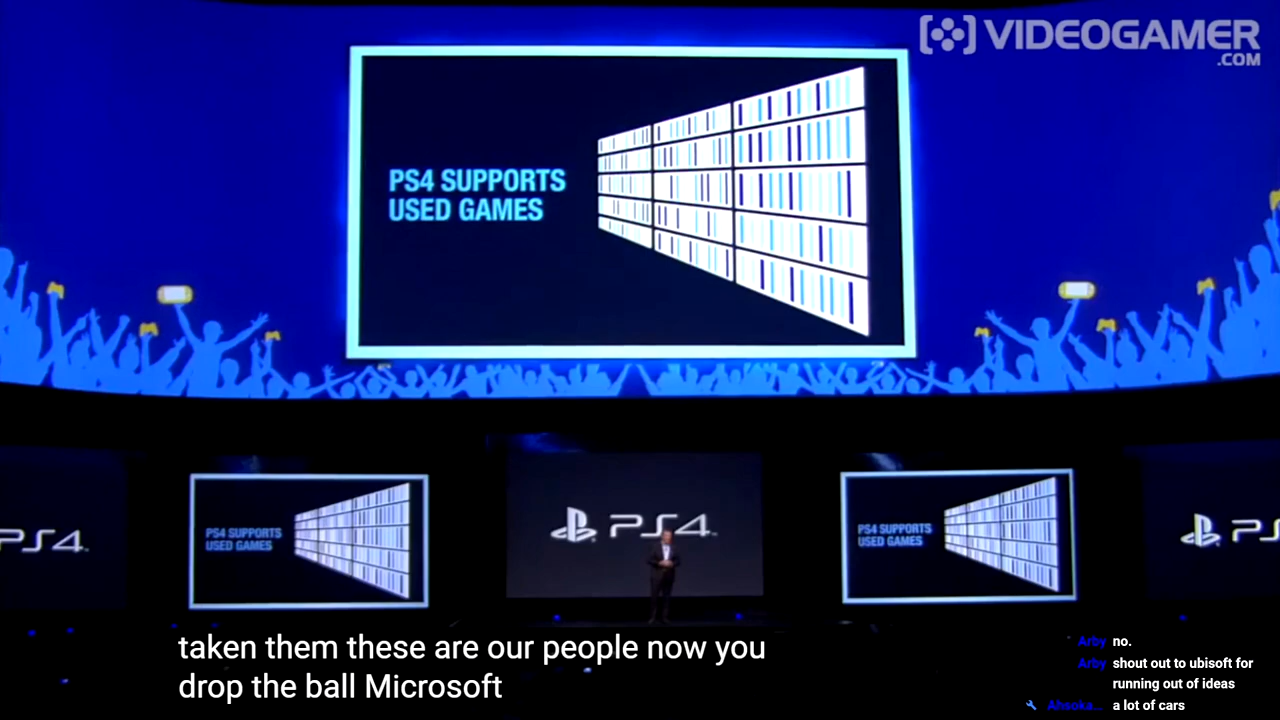 VIDEOGAMER
.COM
PS4 SUPPORTS
USED GAMES
PS4
PS4 SUPPORTS
USED GAMES
PS4
PS4 SUPPORTS
USED GAMES
PS
taken them these are our people now you
drop the ball Microsoft
Arby no.
Arby shout out to ubisoft for
running out of ideas
Ahsoka... a lot of cars